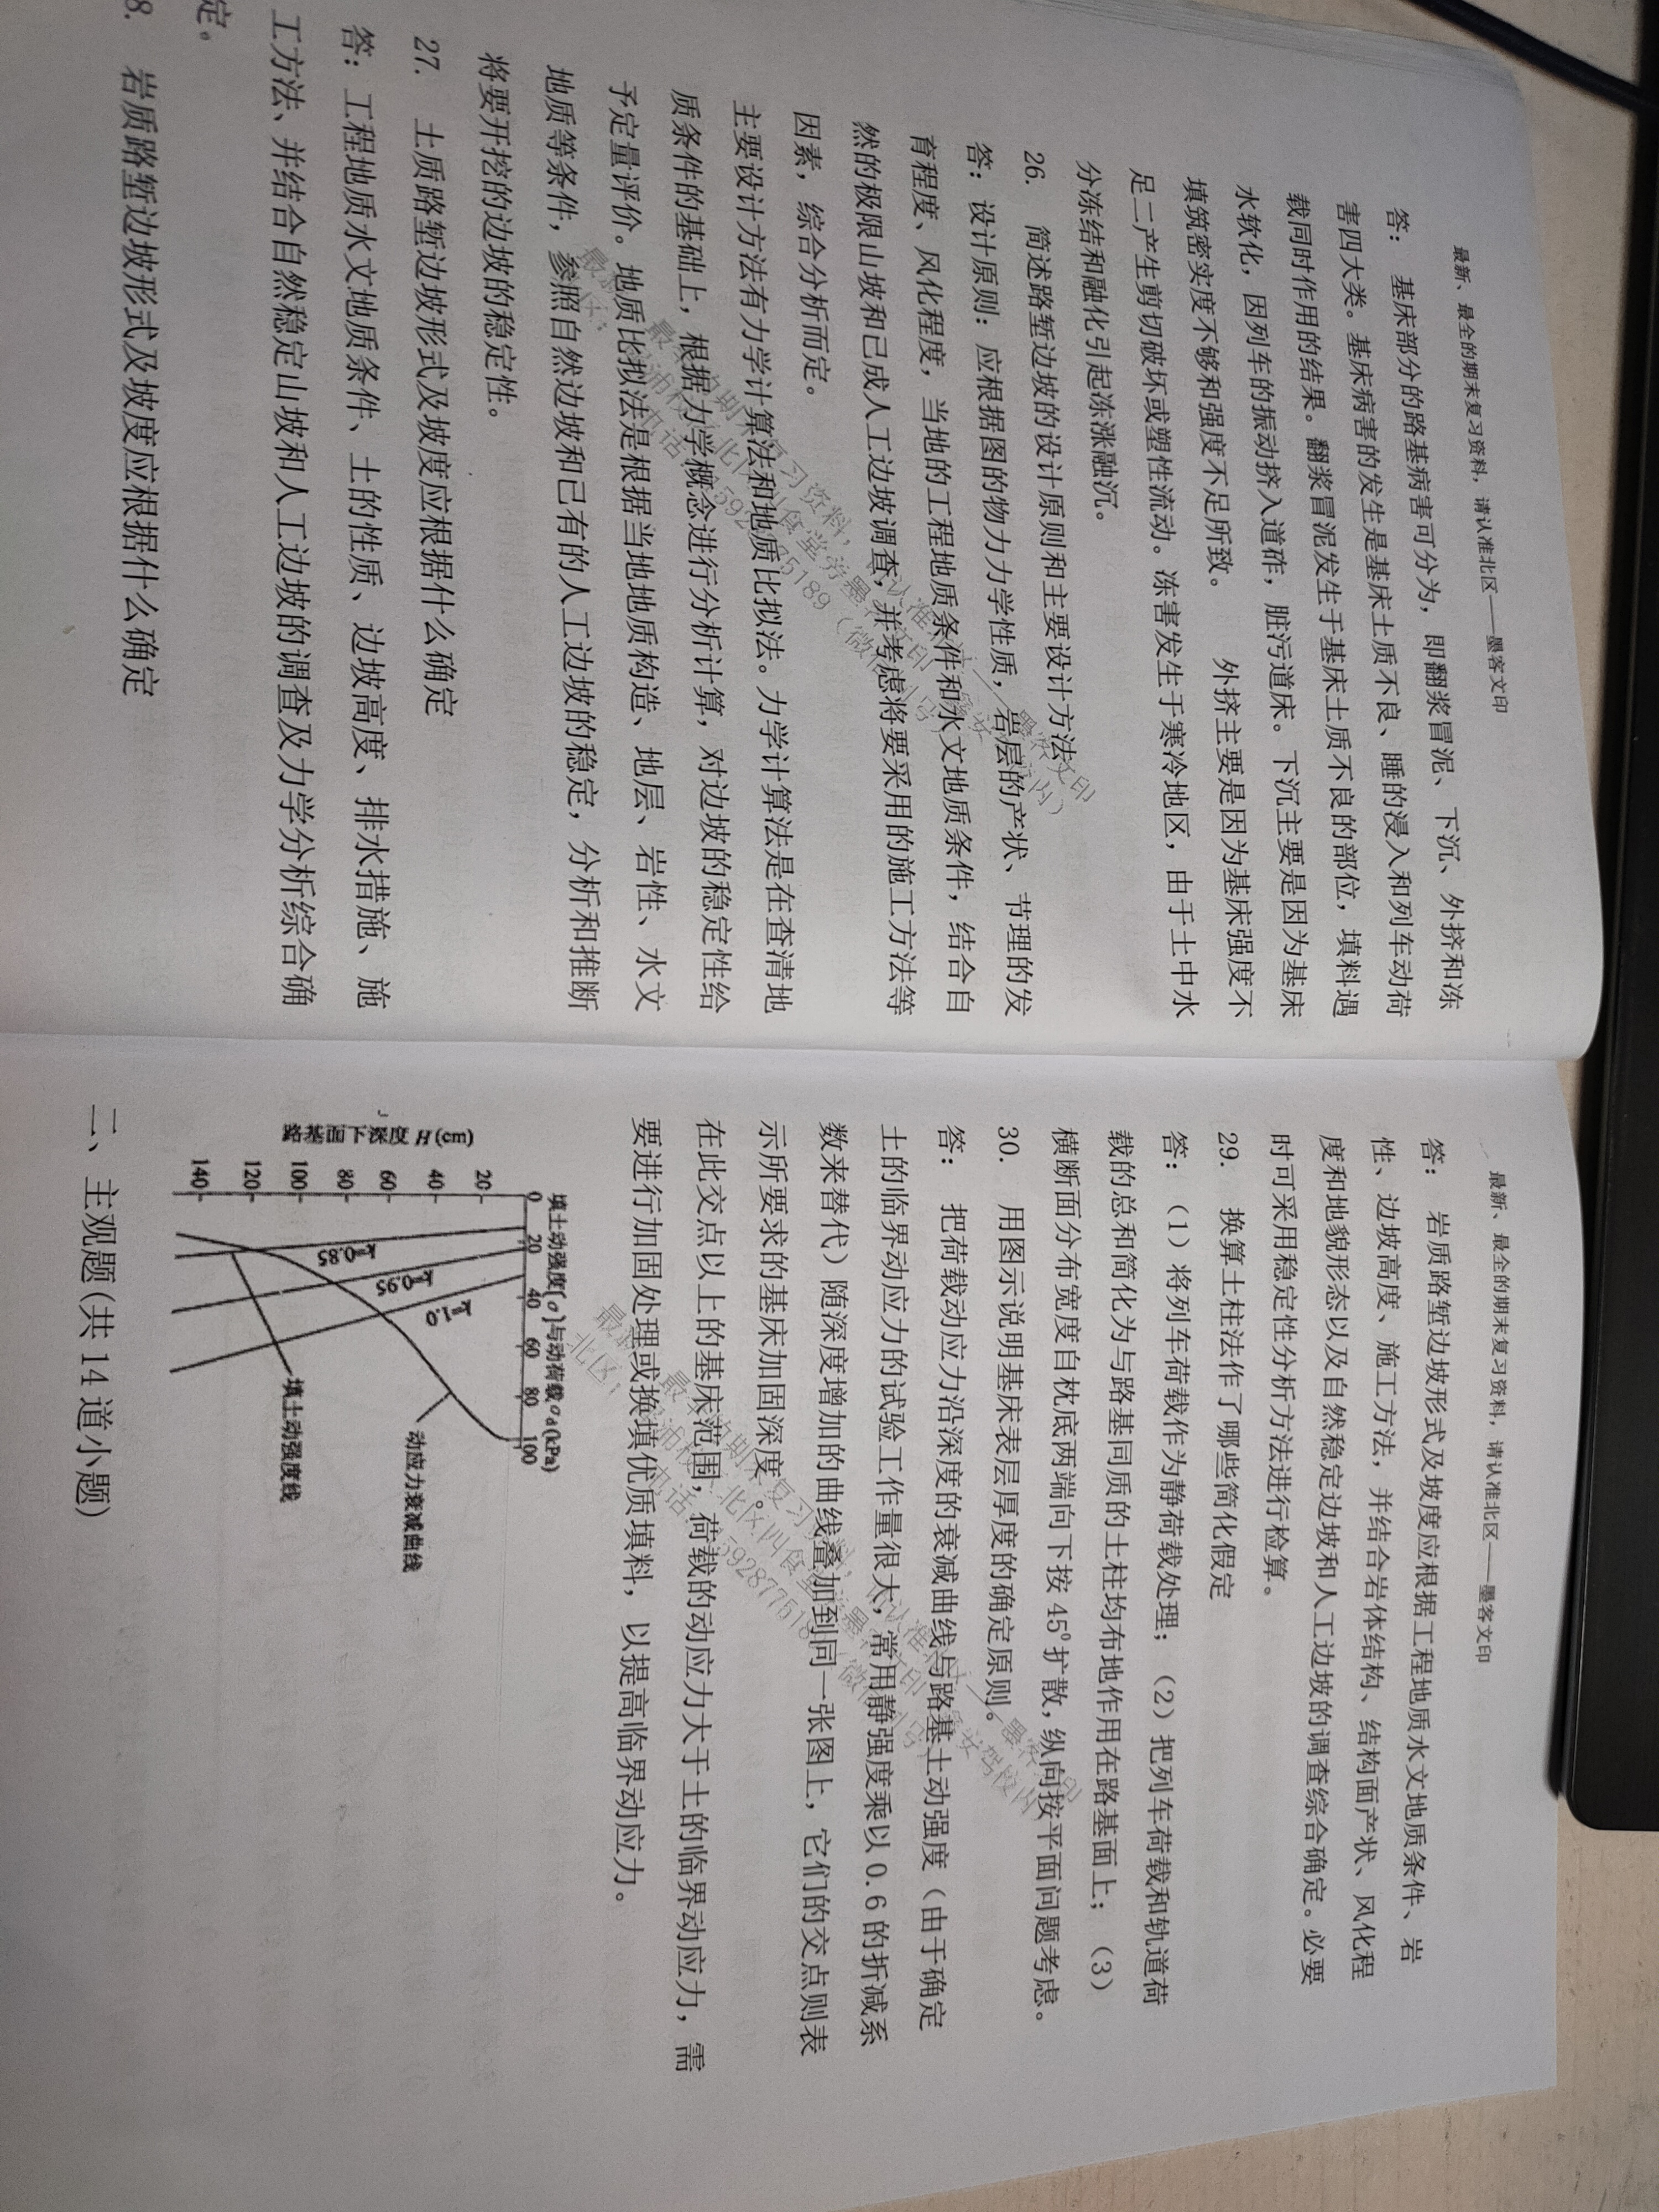 最新、最全的期末复习资料，请认准北区——墨客文印
答： 基床部分的路基病害可分为，即翻浆冒泥、下沉、外挤和冻
害四大类。基床病害的发生是基床土质不良、睡的浸入和列车动荷
载同时作用的结果。翻浆冒泥发生于基床土质不良的部位，填料遇
水软化，因列车的振动挤入道砟，脏污道床。下沉主要是因为基床
填筑密实度不够和强度不足所致。 外挤主要是因为基床强度不
足二产生剪切破坏或塑性流动。冻害发生于寒冷地区，由于土中水
分冻结和融化引起冻涨融沉。
26. 简述路堑边坡的设计原则和主要设计方法
答：设计原则：应根据图的物力力学性质，岩层的产状、节理的发
育程度、风化程度，当地的工程地质条件和水文地质条件，结合自
然的极限山坡和已成人工边坡调查，并考虑将要采用的施工方法等
因素，综合分析而定。
主要设计方法有力学计算法和地质比拟法。力学计算法是在查清地
质条件的基础上，根据力学概念进行分析计算，对边坡的稳定性给
予定量评价。地质比拟法是根据当地地质构造、地层、岩性、水文
地质等条件，参照自然边坡和已有的人工边坡的稳定，分析和推断
将要开挖的边坡的稳定性。
27. 土质路堑边坡形式及坡度应根据什么确定
答：工程地质水文地质条件、土的性质、边坡高度、排水措施、施
工方法、并结合自然稳定山坡和人工边坡的调查及力学分析综合确
定。
8. 岩质路堑边坡形式及坡度应根据什么确定
最新、最全的期末复习资料，请认准北区——墨客文印
答： 岩质路堑边坡形式及坡度应根据工程地质水文地质条件、岩
性、边坡高度、施工方法，并结合岩体结构、结构面产状、风化程
度和地貌形态以及自然稳定边坡和人工边坡的调查综合确定。必要
时可采用稳定性分析方法进行检算。
29. 换算土柱法作了哪些简化假定
答：（1）将列车荷载作为静荷载处理；（2）把列车荷载和轨道荷
载的总和简化为与路基同质的土柱均布地作用在路基面上；（3）
横断面分布宽度自枕底两端向下按 45⁰扩散，纵向按平面问题考虑。
30. 用图示说明基床表层厚度的确定原则。
答： 把荷载动应力沿深度的衰减曲线与路基土动强度（由于确定
土的临界动应力的试验工作量很大，常用静强度乘以 0.6 的折减系
数来替代）随深度增加的曲线叠加到同一张图上，它们的交点则表
示所要求的基床加固深度。
在此交点以上的基床范围，荷载的动应力大于土的临界动应力，需
要进行加固处理或换填优质填料，以提高临界动应力。
填土动强度(σ)与动荷载σd(kPa)
0 20 40 60 80 100
20
40
60
80
100
120
140
路基面下深度 H(cm)
k=0.85
k=0.95
k=1.0
动应力衰减曲线
填土动强度线
二、主观题(共 14 道小题)